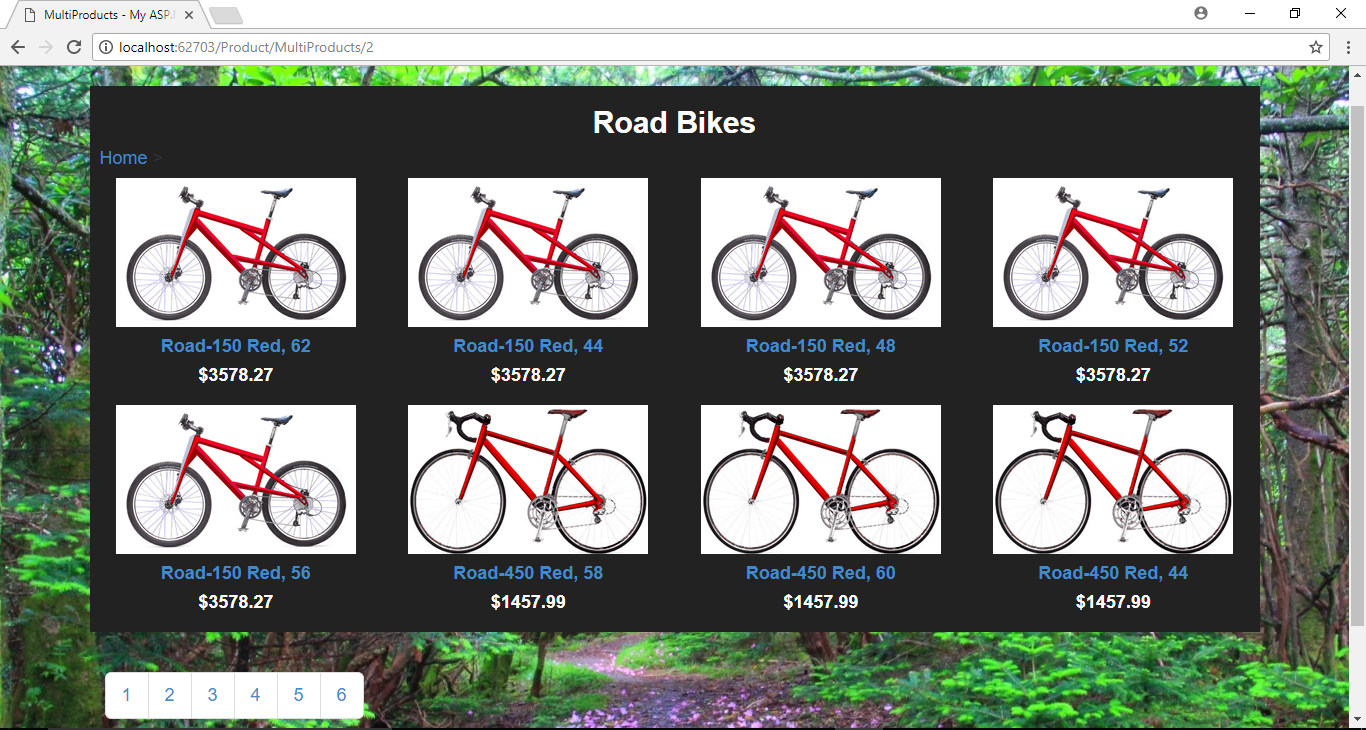 MultiProducts - My ASP.
localhost:62703/Product/MultiProducts/2
Road Bikes
Home >
Road-150 Red, 62
Road-150 Red, 44
Road-150 Red, 48
Road-150 Red, 52
$3578.27
$3578.27
$3578.27
$3578.27
Road-150 Red, 56
Road-450 Red, 58
Road-450 Red, 60
Road-450 Red, 44
$3578.27
$1457.99
$1457.99
$1457.99
1 2 3 4 5 6